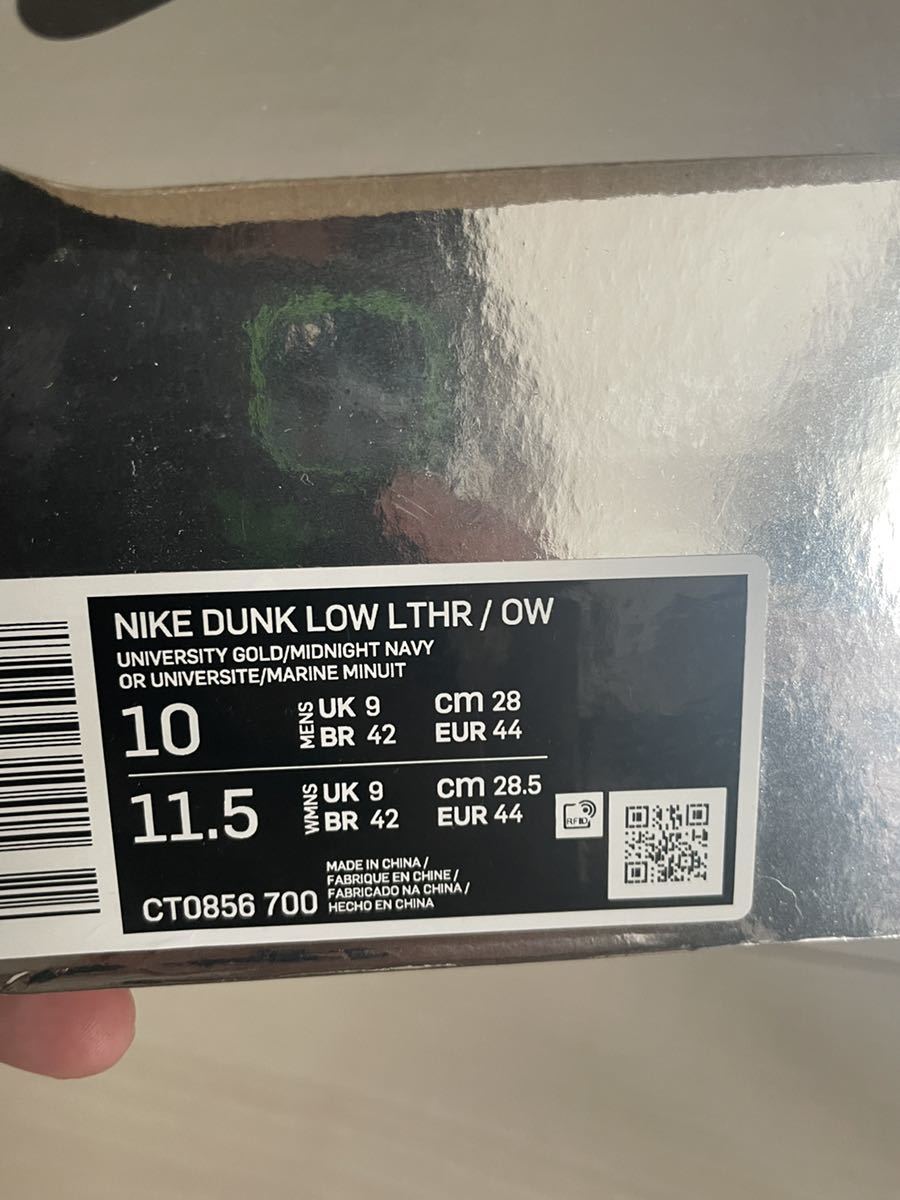 NIKE DUNK LOW LTHR / OW
UNIVERSITY GOLD/MIDNIGHT NAVY
OR UNIVERSITE/MARINE MINUIT
10 MENS UK 9 cm 28
BR 42 EUR 44
11.5 WMNS UK 9 cm 28.5
BR 42 EUR 44
RFID
MADE IN CHINA /
FABRIQUE EN CHINE /
FABRICADO NA CHINA /
CT0856 700 HECHO EN CHINA